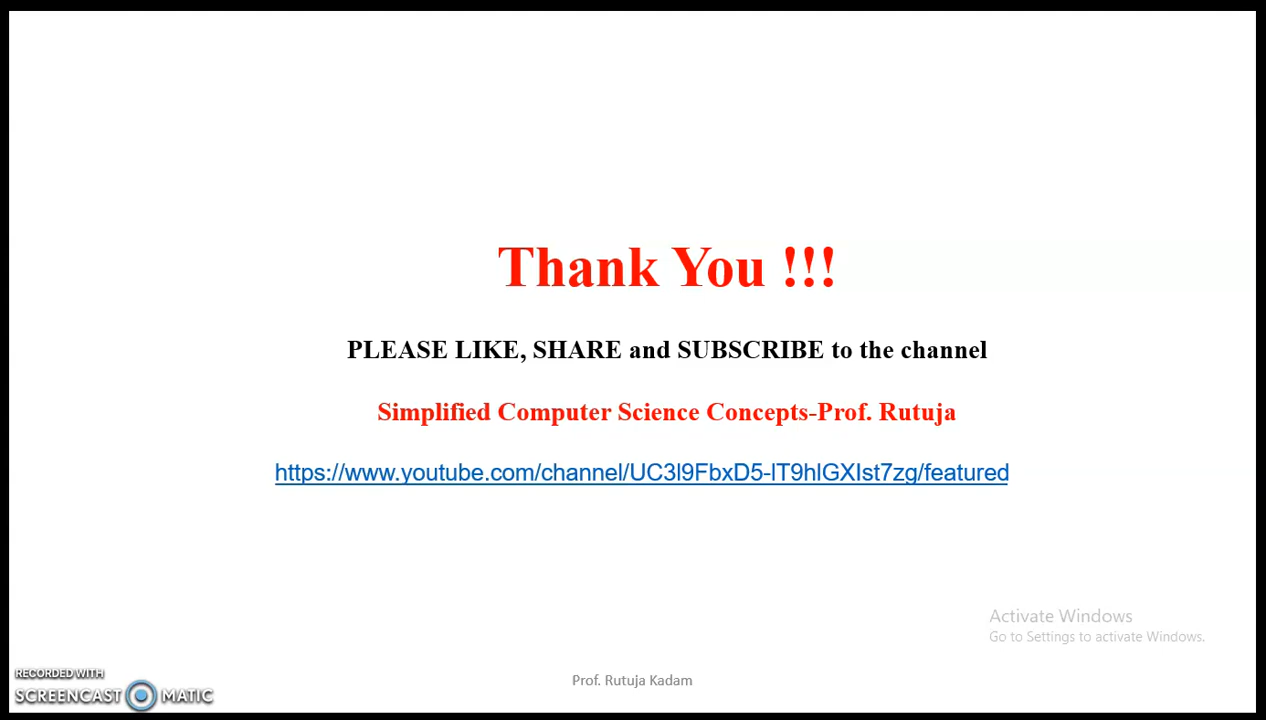 Thank You !!!
PLEASE LIKE, SHARE and SUBSCRIBE to the channel
Simplified Computer Science Concepts-Prof. Rutuja
https://www.youtube.com/channel/UC3l9FbxD5-lT9hlGXIst7zg/featured
Activate Windows
Go to Settings to activate Windows.
RECORDED WITH
SCREENCAST MATIC
Prof. Rutuja Kadam